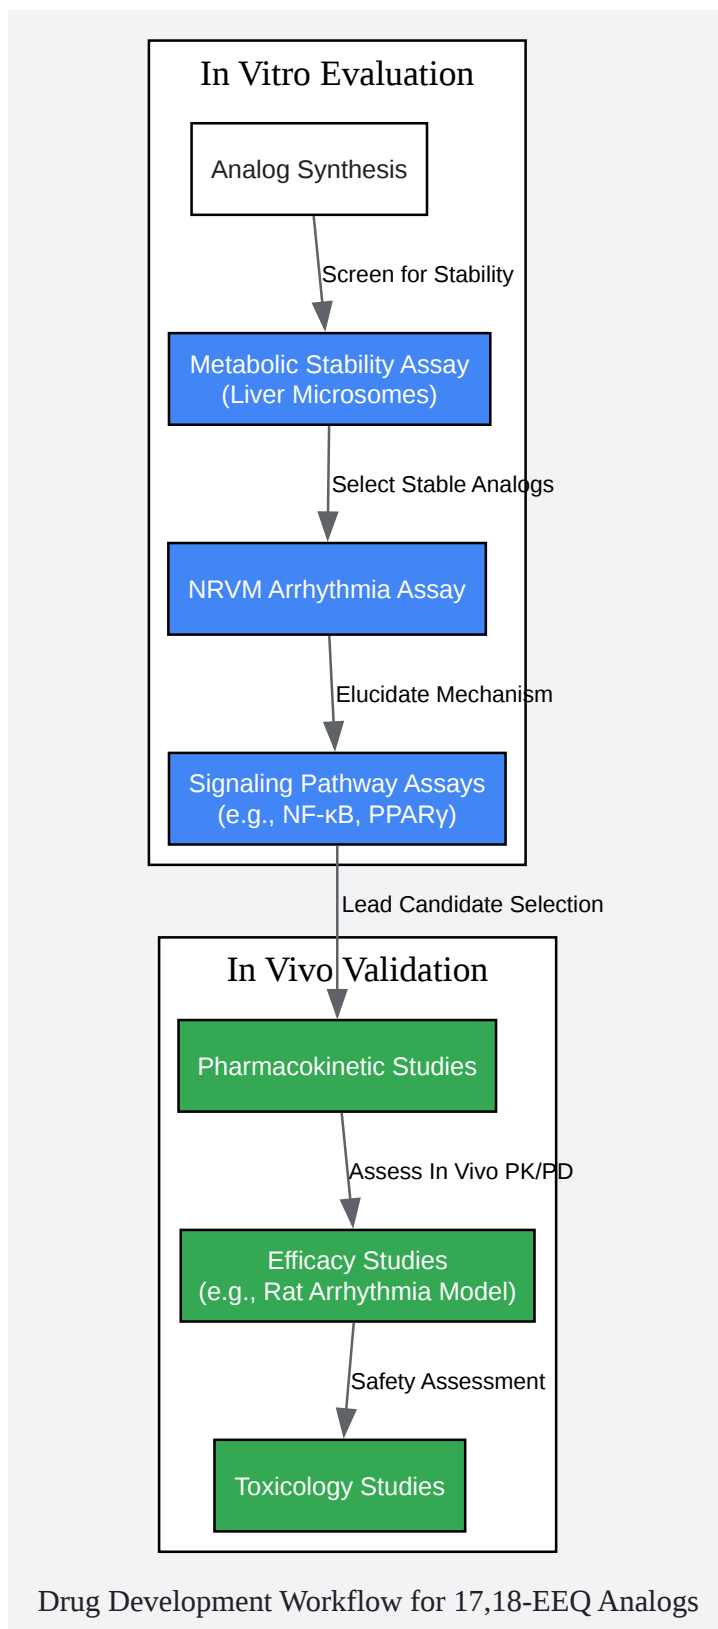 In Vitro Evaluation
Analog Synthesis
Screen for Stability
Metabolic Stability Assay
(Liver Microsomes)
Select Stable Analogs
NRVM Arrhythmia Assay
Elucidate Mechanism
Signaling Pathway Assays
(e.g., NF-κB, PPARγ)
Lead Candidate Selection
In Vivo Validation
Pharmacokinetic Studies
Assess In Vivo PK/PD
Efficacy Studies
(e.g., Rat Arrhythmia Model)
Safety Assessment
Toxicology Studies
Drug Development Workflow for 17,18-EEQ Analogs